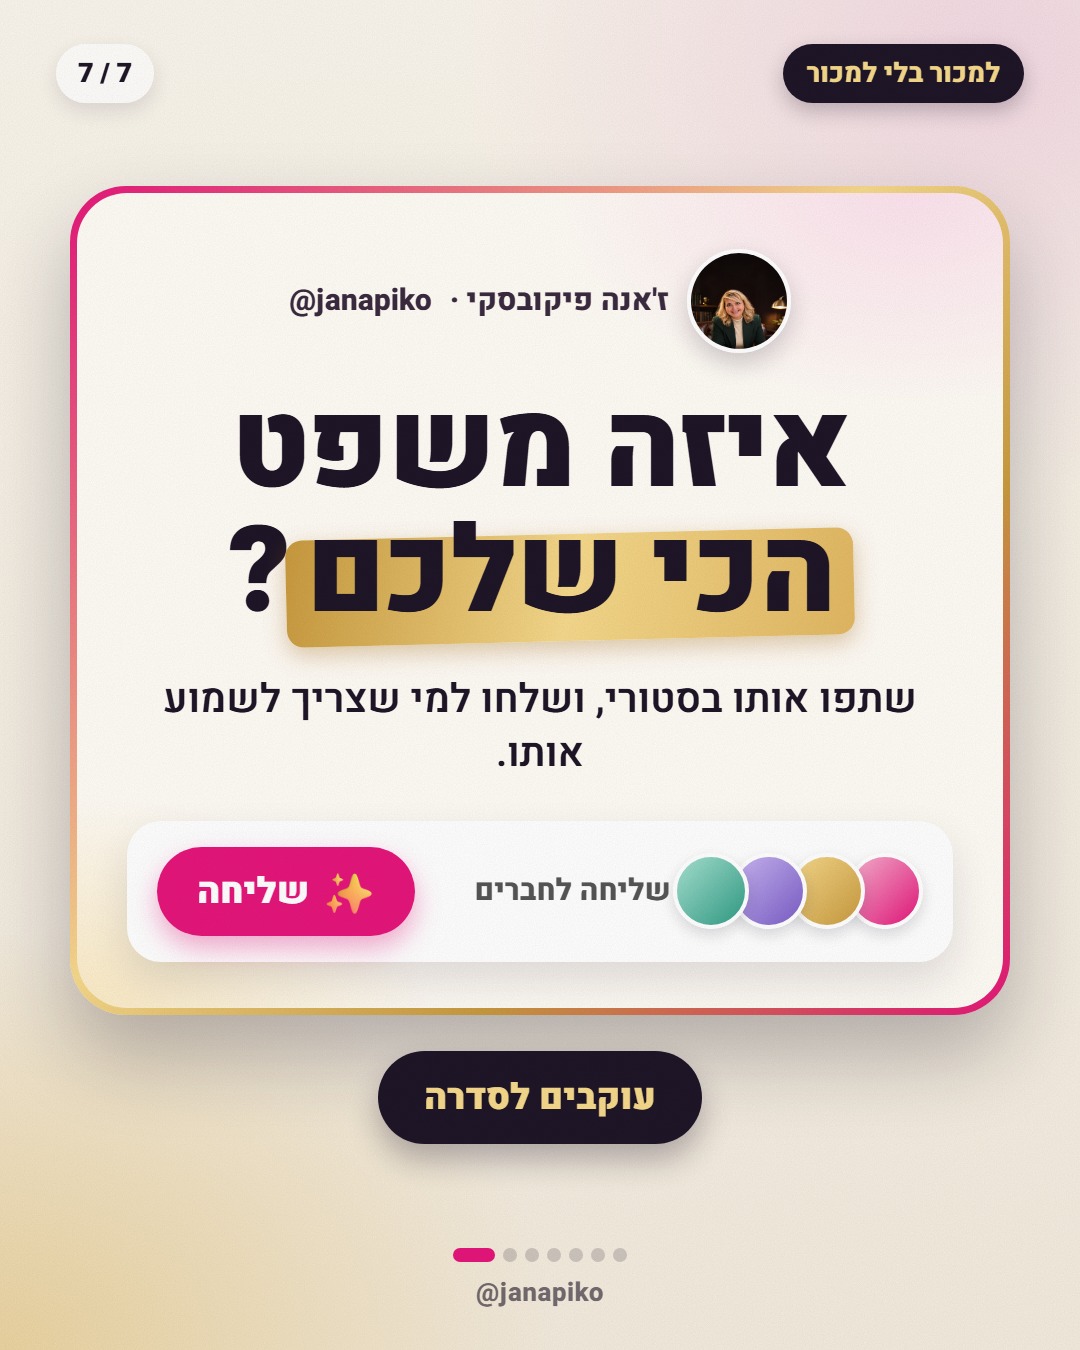 למכור בלי למכור
7 / 7
ז'אנה פיקובסקי · @janapiko
איזה משפט
הכי שלכם?
שתפו אותו בסטורי, ושלחו למי שצריך לשמוע
אותו.
שליחה לחברים
✨ שליחה
עוקבים לסדרה
@janapiko